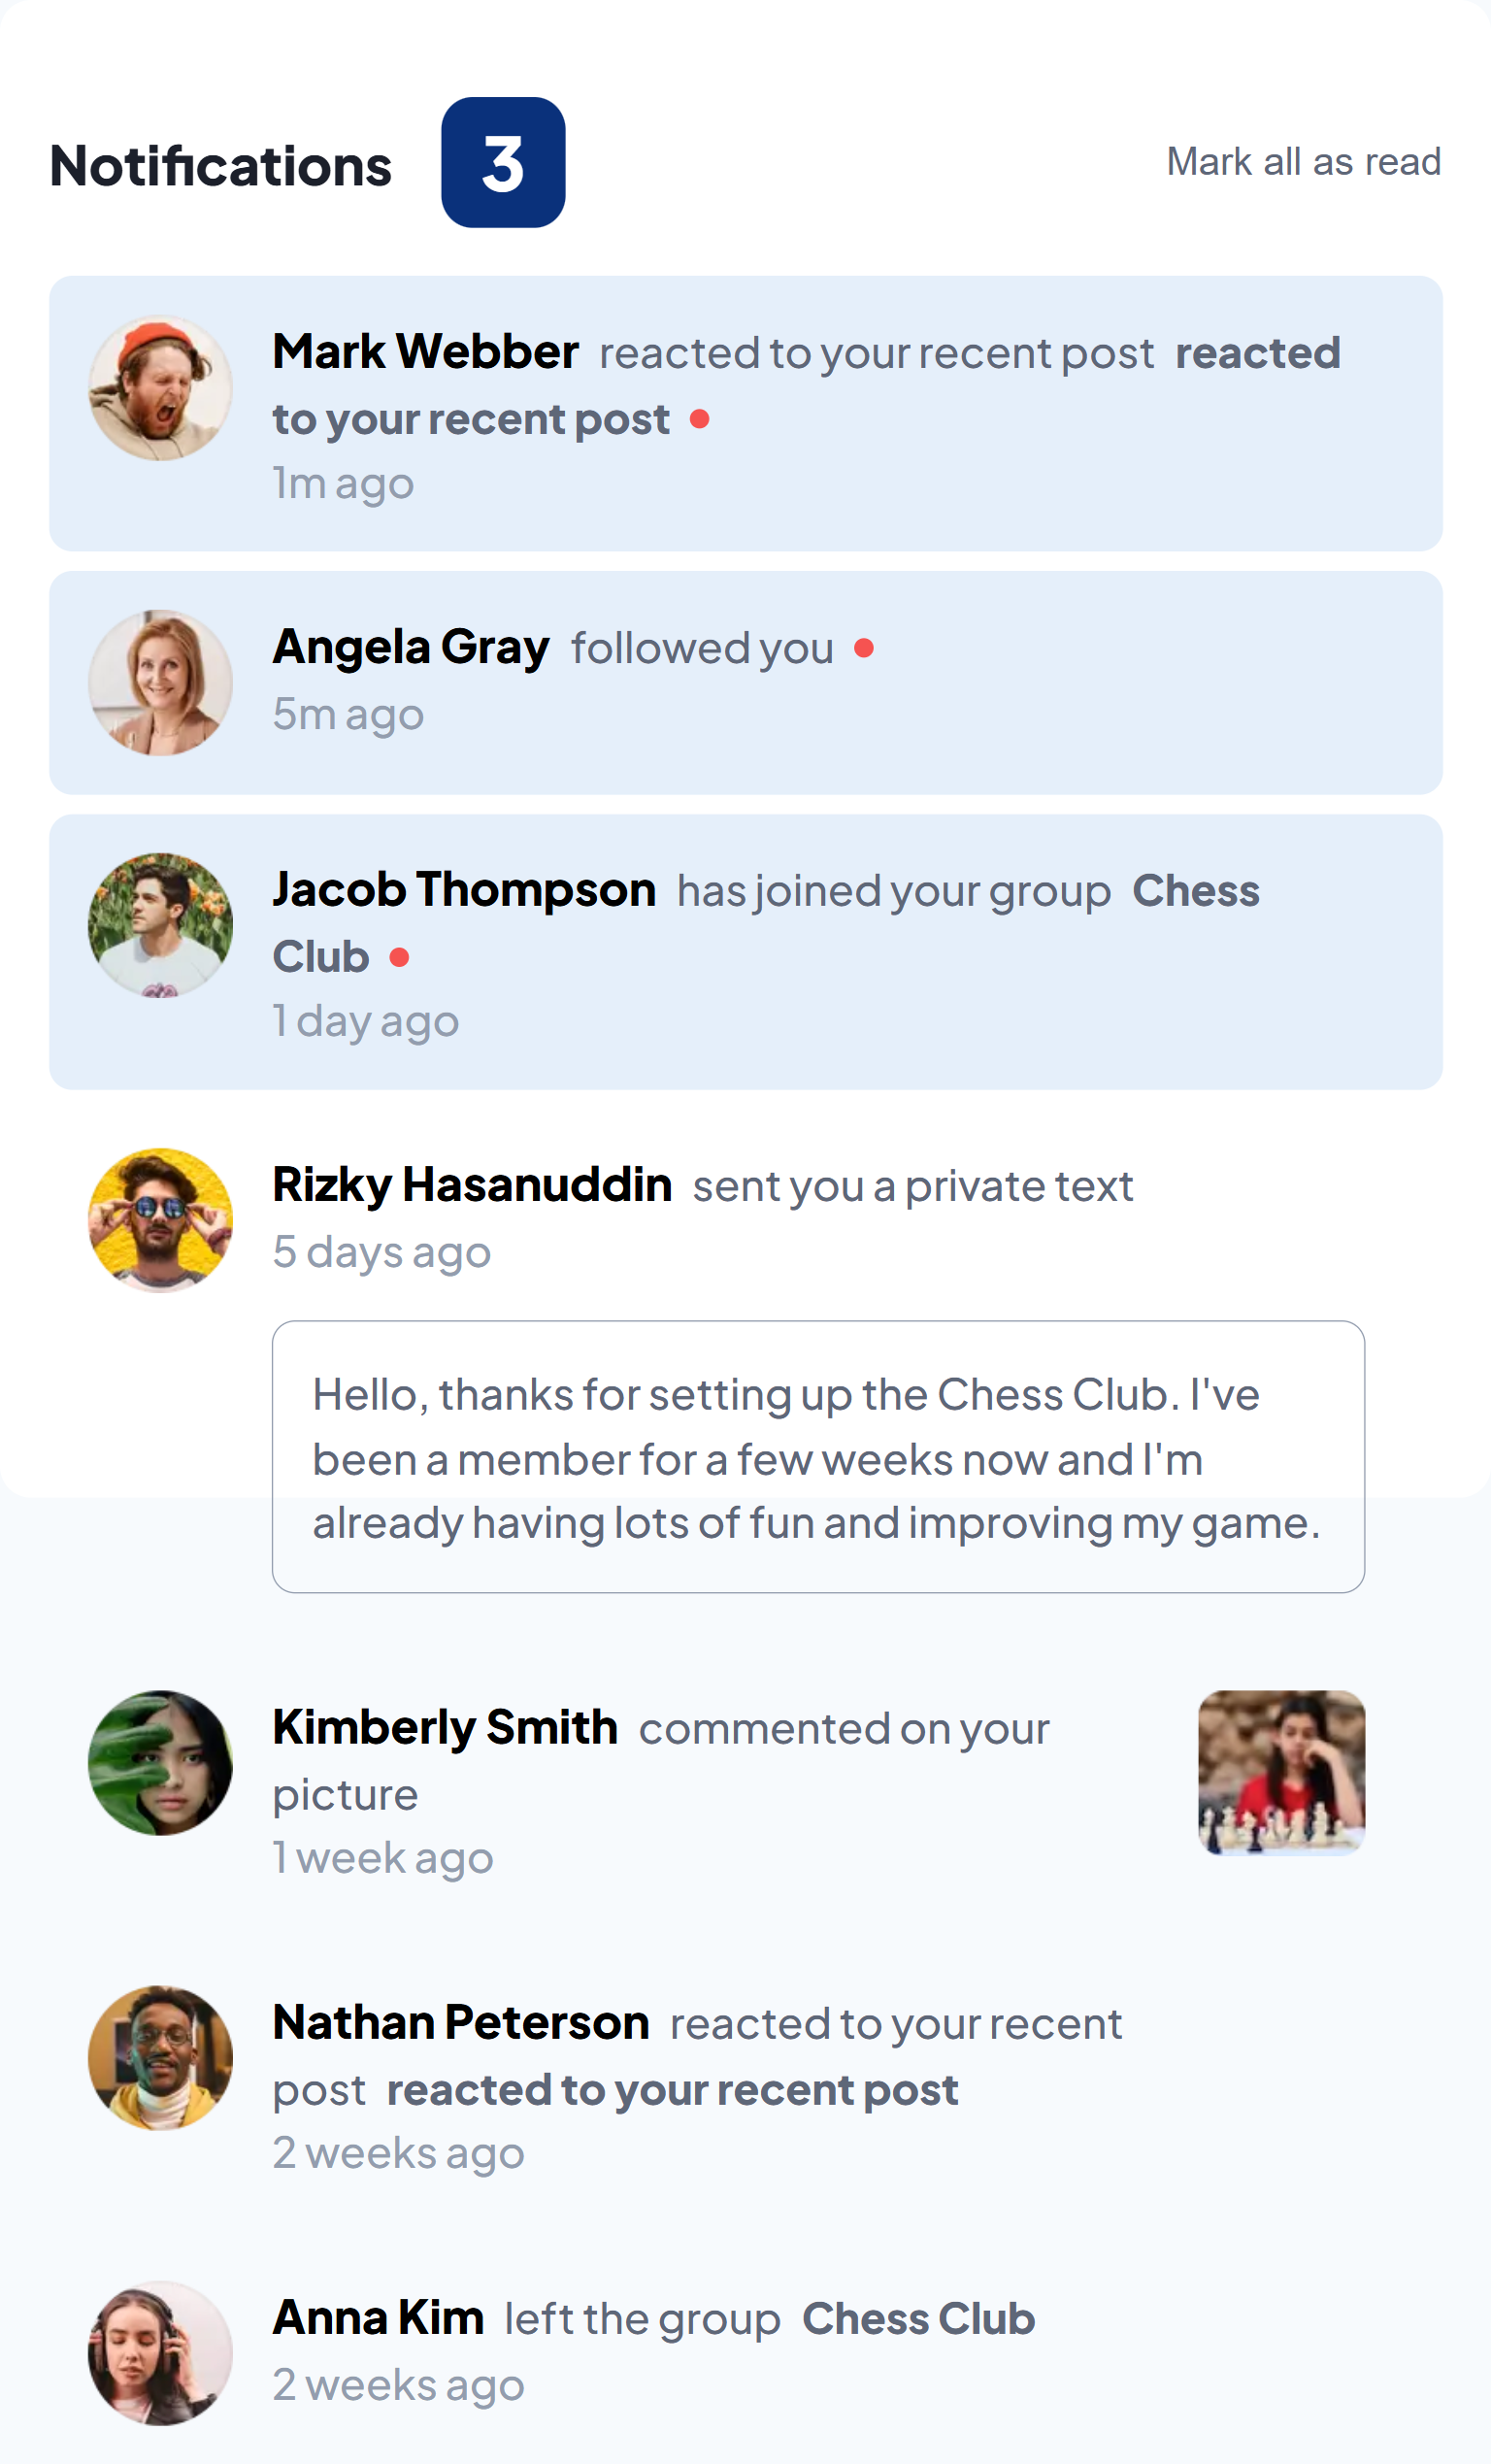 Notifications 3 Mark all as read
Mark Webber reacted to your recent post reacted
to your recent post
1m ago
Angela Gray followed you
5m ago
Jacob Thompson has joined your group Chess
Club
1 day ago
Rizky Hasanuddin sent you a private text
5 days ago
Hello, thanks for setting up the Chess Club. I've
been a member for a few weeks now and I'm
already having lots of fun and improving my game.
Kimberly Smith commented on your
picture
1 week ago
Nathan Peterson reacted to your recent
post reacted to your recent post
2 weeks ago
Anna Kim left the group Chess Club
2 weeks ago